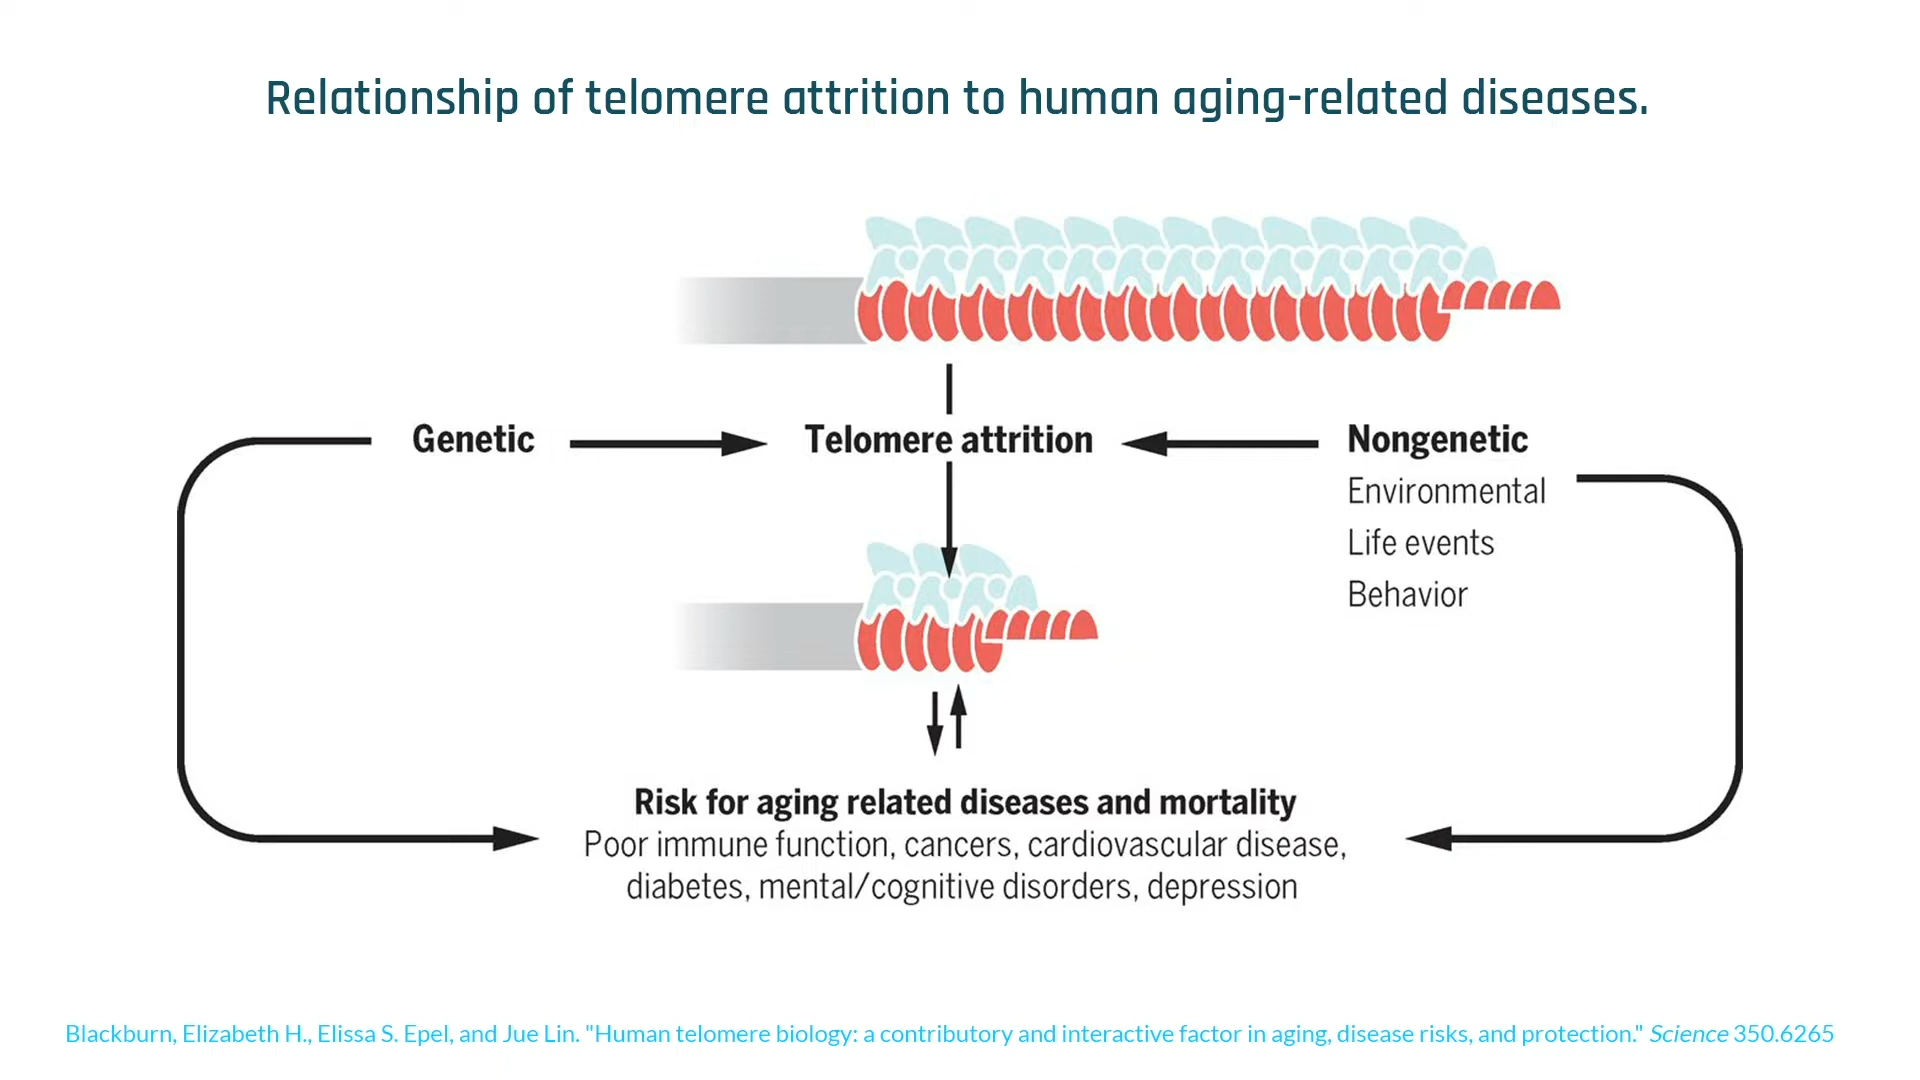 Relationship of telomere attrition to human aging-related diseases.
Genetic
Telomere attrition
Nongenetic
Environmental
Life events
Behavior
Risk for aging related diseases and mortality
Poor immune function, cancers, cardiovascular disease,
diabetes, mental/cognitive disorders, depression
Blackburn, Elizabeth H., Elissa S. Epel, and Jue Lin. "Human telomere biology: a contributory and interactive factor in aging, disease risks, and protection." Science 350.6265